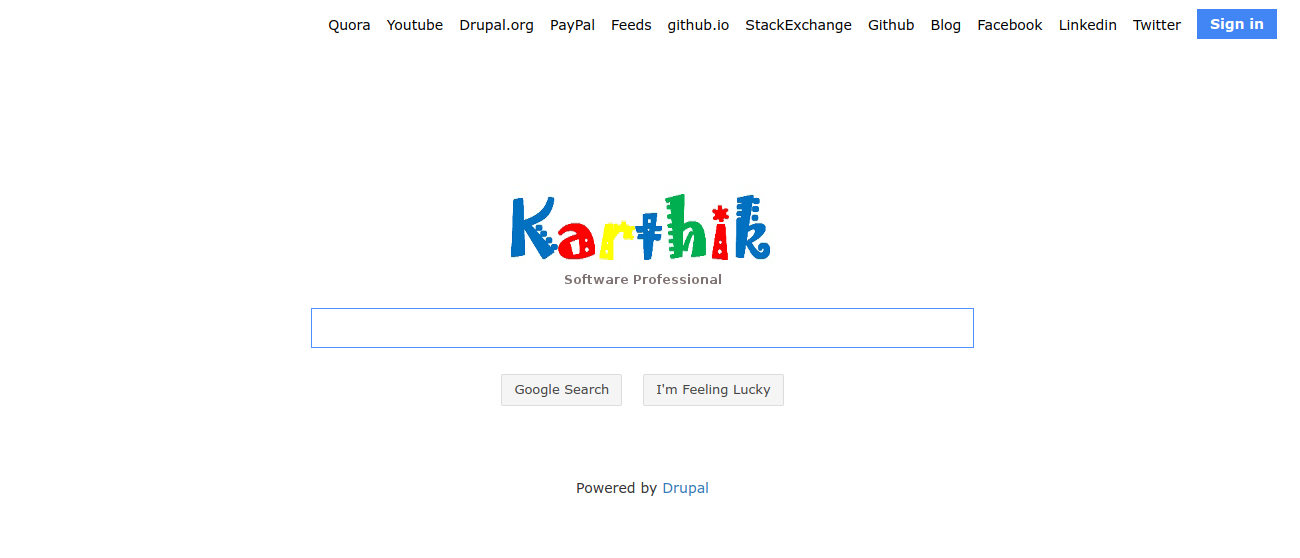 Quora Youtube Drupal.org PayPal Feeds github.io StackExchange Github Blog Facebook Linkedin Twitter Sign in
Karthik
Software Professional
Google Search I'm Feeling Lucky
Powered by Drupal